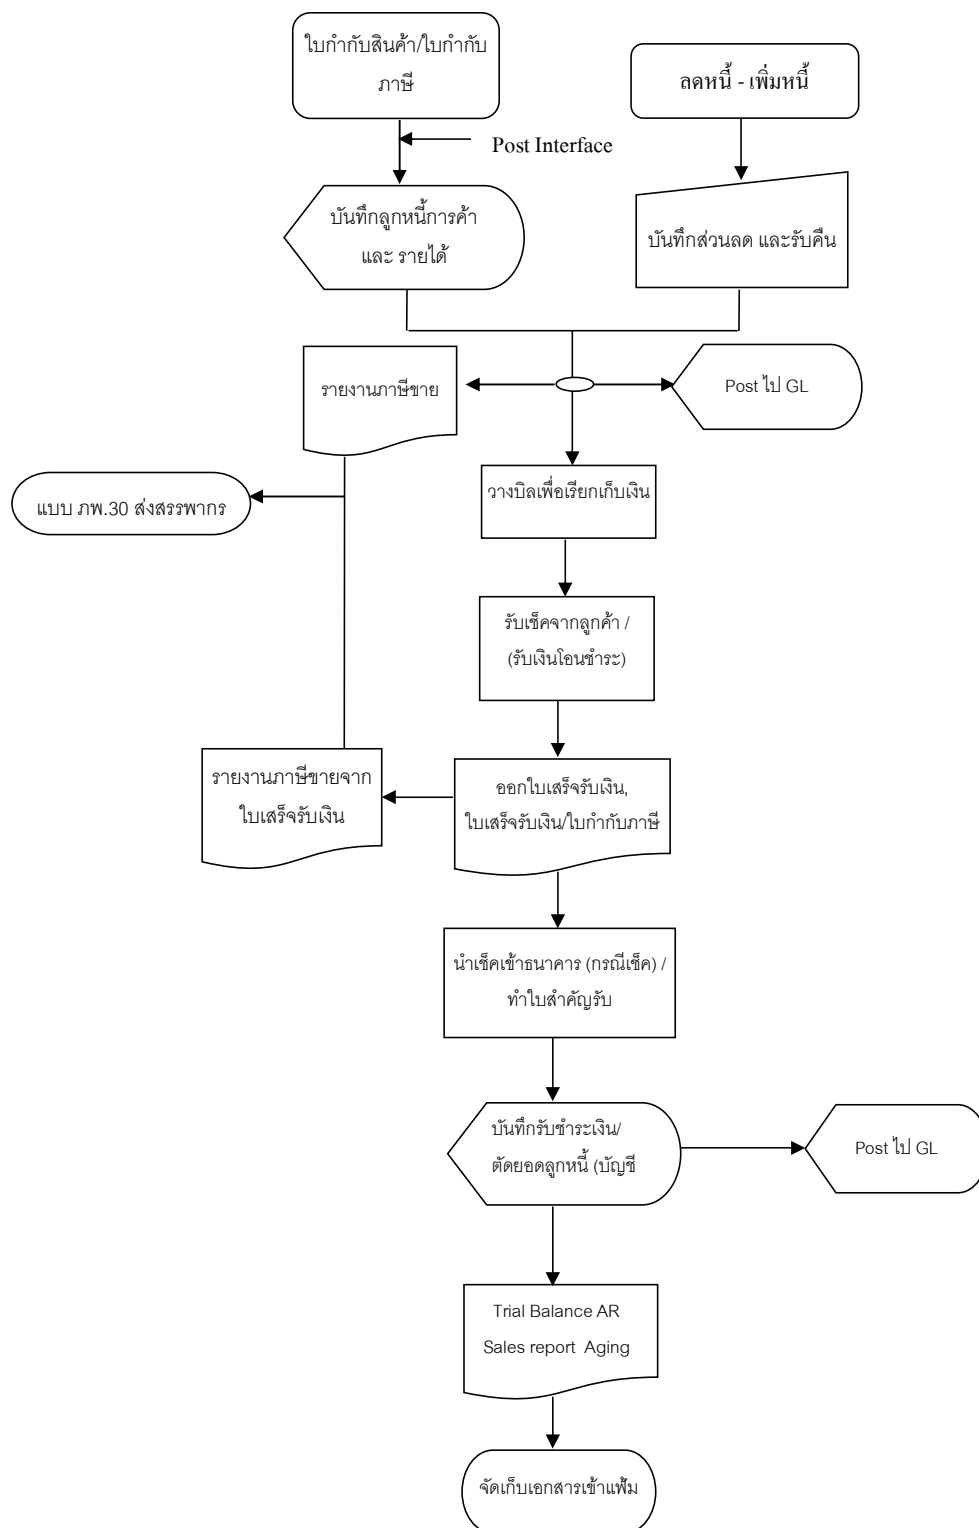 ใบกำกับสินค้า/ใบกำกับ
ภาษี
ลดหนี้ - เพิ่มหนี้
Post Interface
บันทึกลูกหนี้การค้า
และ รายได้
บันทึกส่วนลด และรับคืน
รายงานภาษีขาย
Post ไป GL
วางบิลเพื่อเรียกเก็บเงิน
แบบ ภพ.30 ส่งสรรพากร
รับเช็คจากลูกค้า /
(รับเงินโอนชำระ)
รายงานภาษีขายจาก
ใบเสร็จรับเงิน
ออกใบเสร็จรับเงิน,
ใบเสร็จรับเงิน/ใบกำกับภาษี
นำเช็คเข้าธนาคาร (กรณีเช็ค) /
ทำใบสำคัญรับ
บันทึกรับชำระเงิน/
ตัดยอดลูกหนี้ (บัญชี
Post ไป GL
Trial Balance AR
Sales report Aging
จัดเก็บเอกสารเข้าแฟ้ม